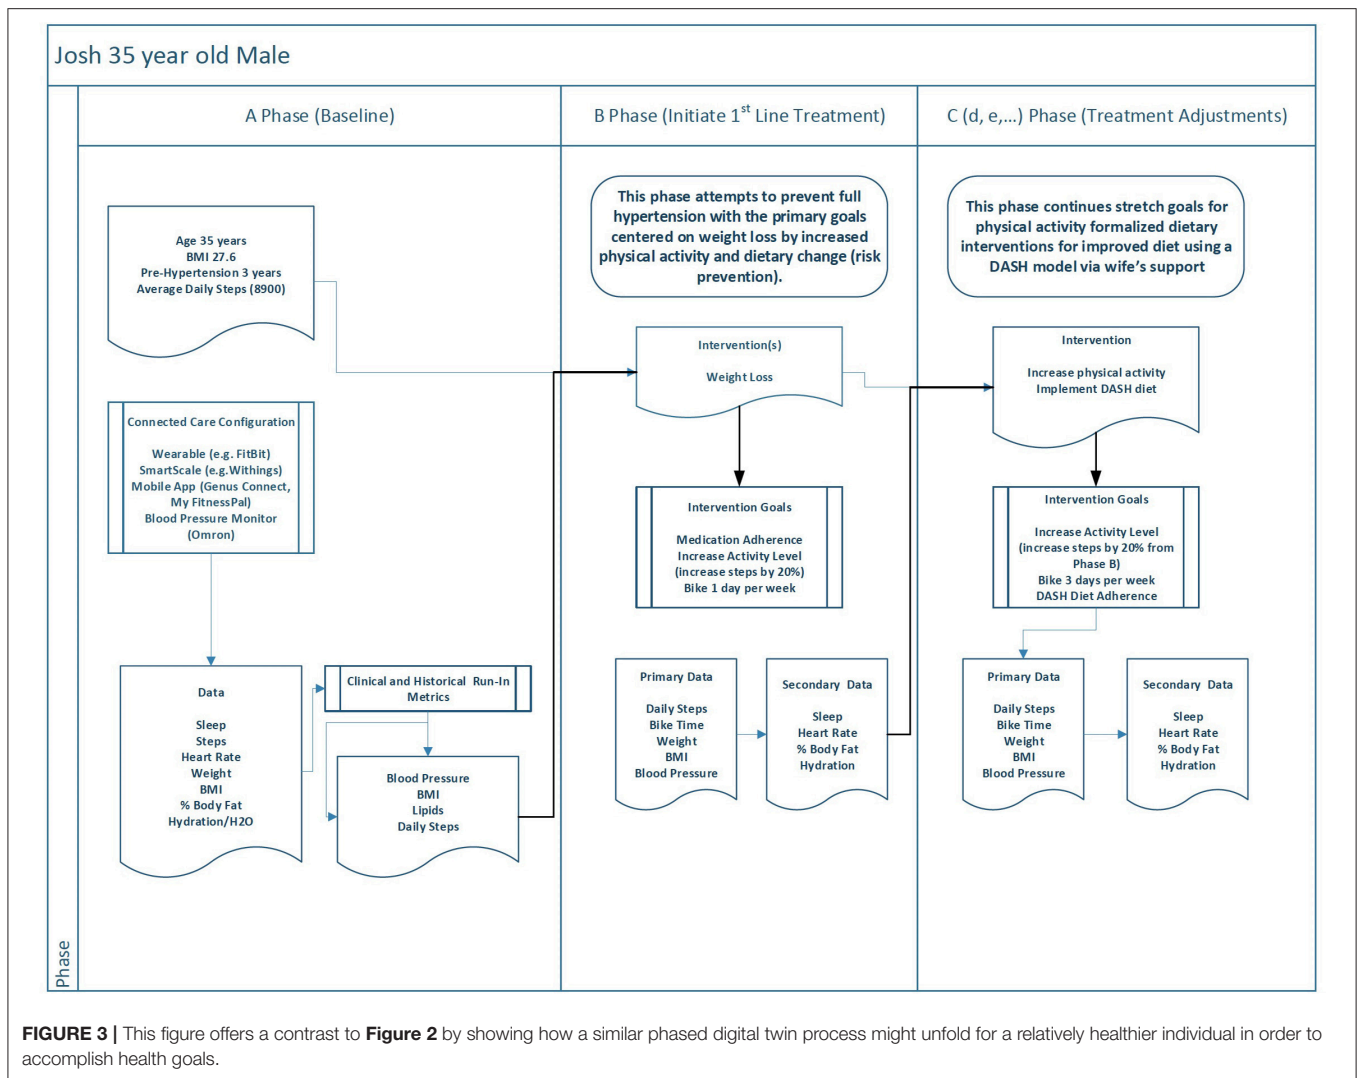 Josh 35 year old Male
A Phase (Baseline)
B Phase (Initiate 1st Line Treatment)
C (d, e,...) Phase (Treatment Adjustments)
Age 35 years
BMI 27.6
Pre-Hypertension 3 years
Average Daily Steps (8900)
Connected Care Configuration
Wearable (e.g. FitBit)
SmartScale (e.g.Withings)
Mobile App (Genus Connect,
My FitnessPal)
Blood Pressure Monitor
(Omron)
Data
Sleep
Steps
Heart Rate
Weight
BMI
% Body Fat
Hydration/H2O
Clinical and Historical Run-In
Metrics
Blood Pressure
BMI
Lipids
Daily Steps
This phase attempts to prevent full
hypertension with the primary goals
centered on weight loss by increased
physical activity and dietary change (risk
prevention).
Intervention(s)
Weight Loss
Intervention Goals
Medication Adherence
Increase Activity Level
(increase steps by 20%)
Bike 1 day per week
Primary Data
Daily Steps
Bike Time
Weight
BMI
Blood Pressure
Secondary Data
Sleep
Heart Rate
% Body Fat
Hydration
This phase continues stretch goals for
physical activity formalized dietary
interventions for improved diet using a
DASH model via wife's support
Intervention
Increase physical activity
Implement DASH diet
Intervention Goals
Increase Activity Level
(increase steps by 20% from
Phase B)
Bike 3 days per week
DASH Diet Adherence
Primary Data
Daily Steps
Bike Time
Weight
BMI
Blood Pressure
Secondary Data
Sleep
Heart Rate
% Body Fat
Hydration
Phase
FIGURE 3 | This figure offers a contrast to Figure 2 by showing how a similar phased digital twin process might unfold for a relatively healthier individual in order to
accomplish health goals.